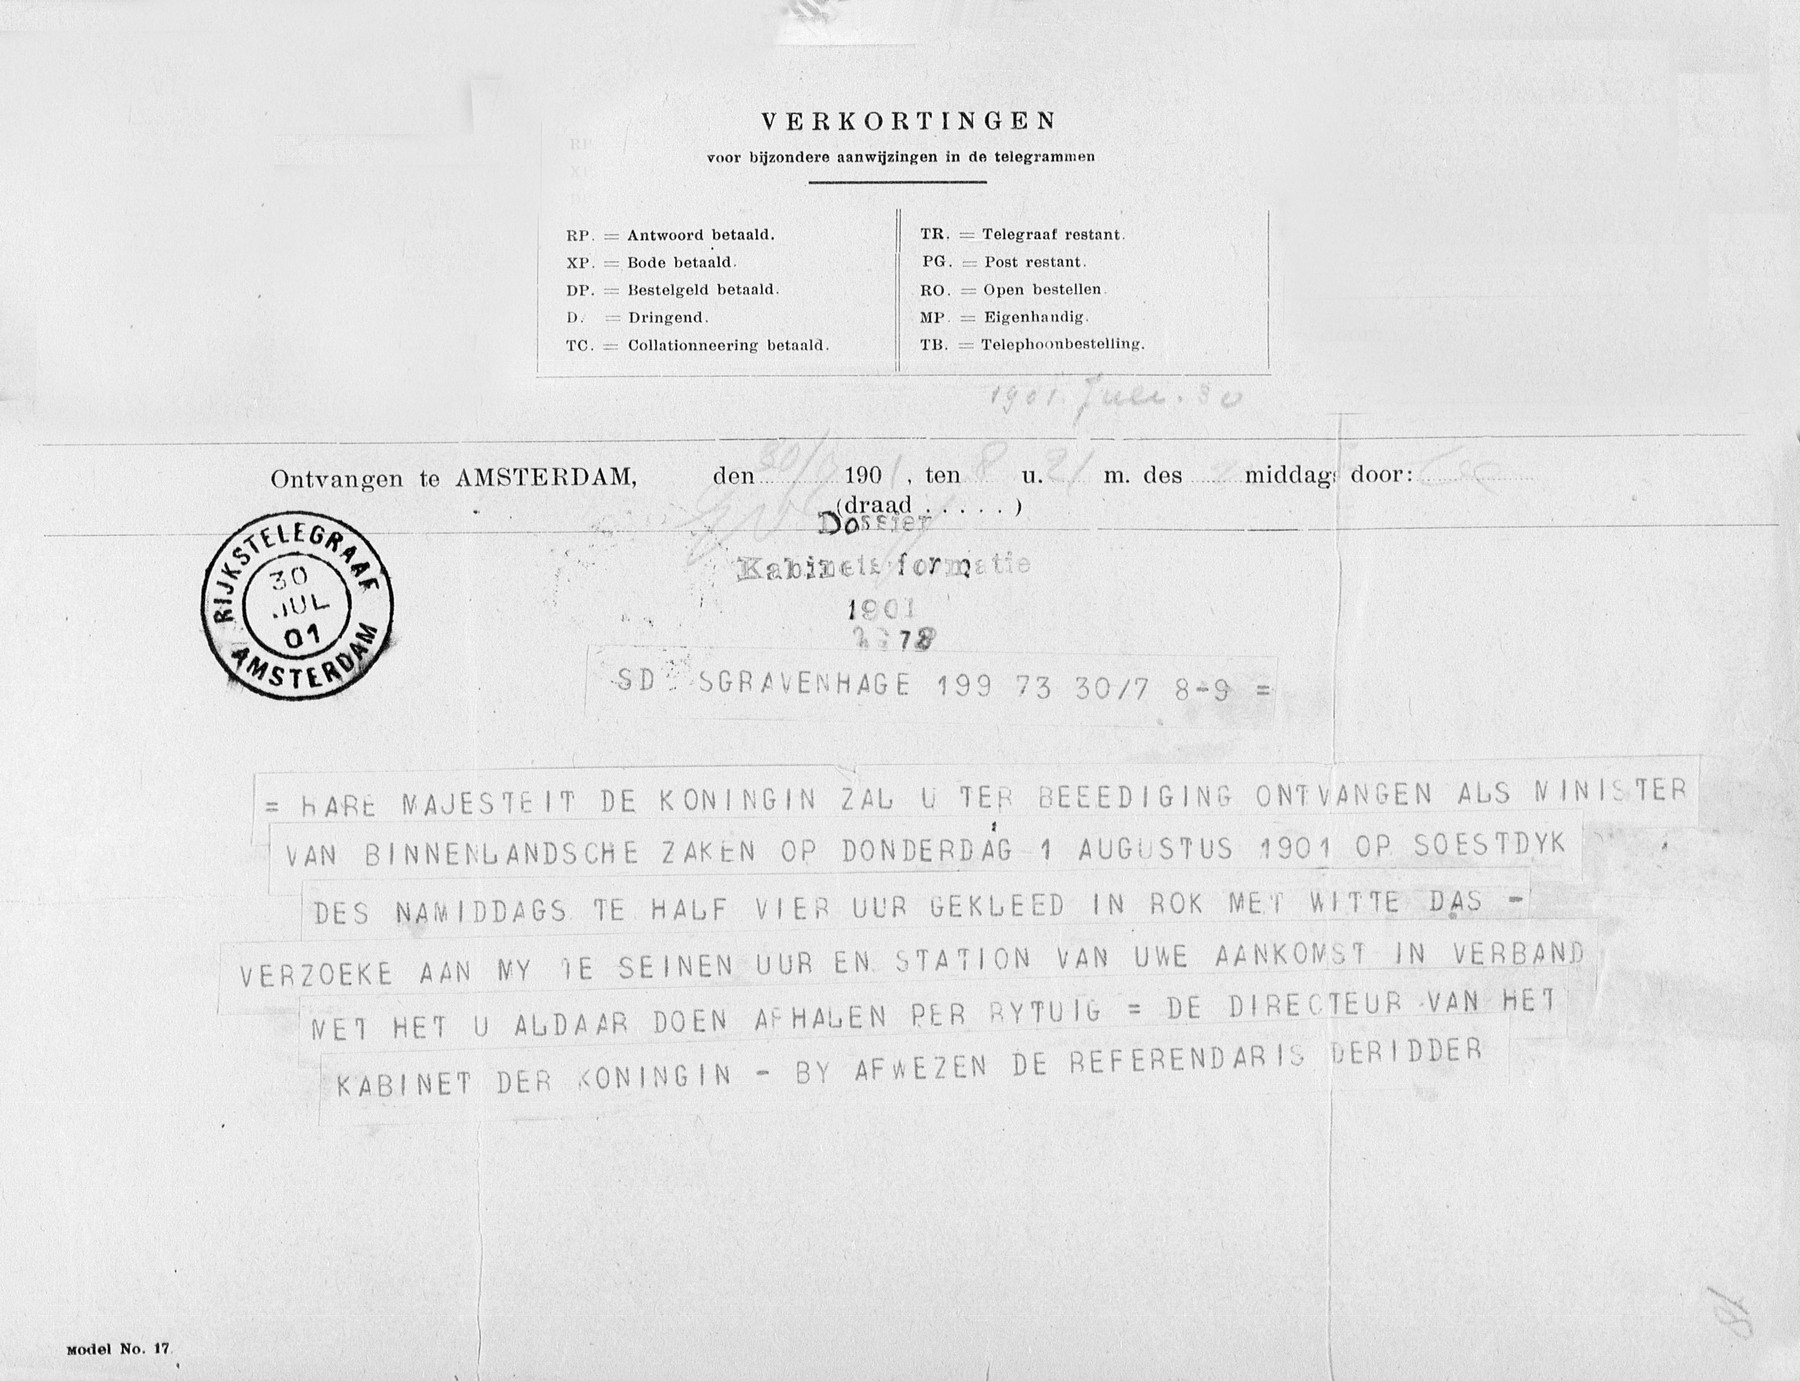 VERKORTINGEN
voor bijzondere aanwijzingen in de telegrammen
RP. = Antwoord betaald.
XP. = Bode betaald.
DP. = Bestelgeld betaald.
D. = Dringend.
TC. = Collationneering betaald.
TR. = Telegraaf restant.
PG. = Post restant.
RO. = Open bestellen.
MP. = Eigenhandig.
TB. = Telephoonbestelling.
1901. Juli. 30
Ontvangen te AMSTERDAM, den 30/7 1901, ten 8 u. 21 m. des middags door:
(draad . . . . . )
Dossier
Kabinetsformatie
1901
RIJKSTELEGRAAF
30
JUL
01
AMSTERDAM
SD SGRAVENHAGE 199 73 30/7 8-9 =
= HARE MAJESTEIT DE KONINGIN ZAL U TER BEEEDIGING ONTVANGEN ALS MINISTER
VAN BINNENLANDSCHE ZAKEN OP DONDERDAG 1 AUGUSTUS 1901 OP SOESTDYK
DES NAMIDDAGS TE HALF VIER UUR GEKLEED IN ROK MET WITTE DAS -
VERZOEKE AAN MY TE SEINEN UUR EN STATION VAN UWE AANKOMST IN VERBAND
MET HET U ALDAAR DOEN AFHALEN PER RYTUIG = DE DIRECTEUR VAN HET
KABINET DER KONINGIN - BY AFWEZEN DE REFERENDARIS DERIDDER
Model No. 17
18